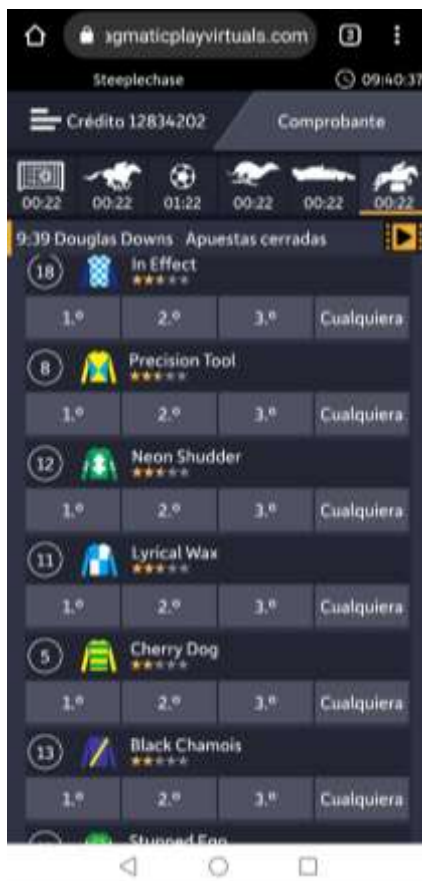 agmaticplayvirtuals.com 3
Steeplechase 09:40:37
Crédito 12834202 Comprobante
00:22 00:22 01:22 00:22 00:22 00:22
9:39 Douglas Downs Apuestas cerradas
18 In Effect
1.º 2.º 3.º Cualquiera
8 Precision Tool
1.º 2.º 3.º Cualquiera
12 Neon Shudder
1.º 2.º 3.º Cualquiera
11 Lyrical Wax
1.º 2.º 3.º Cualquiera
5 Cherry Dog
1.º 2.º 3.º Cualquiera
13 Black Chamois
1.º 2.º 3.º Cualquiera